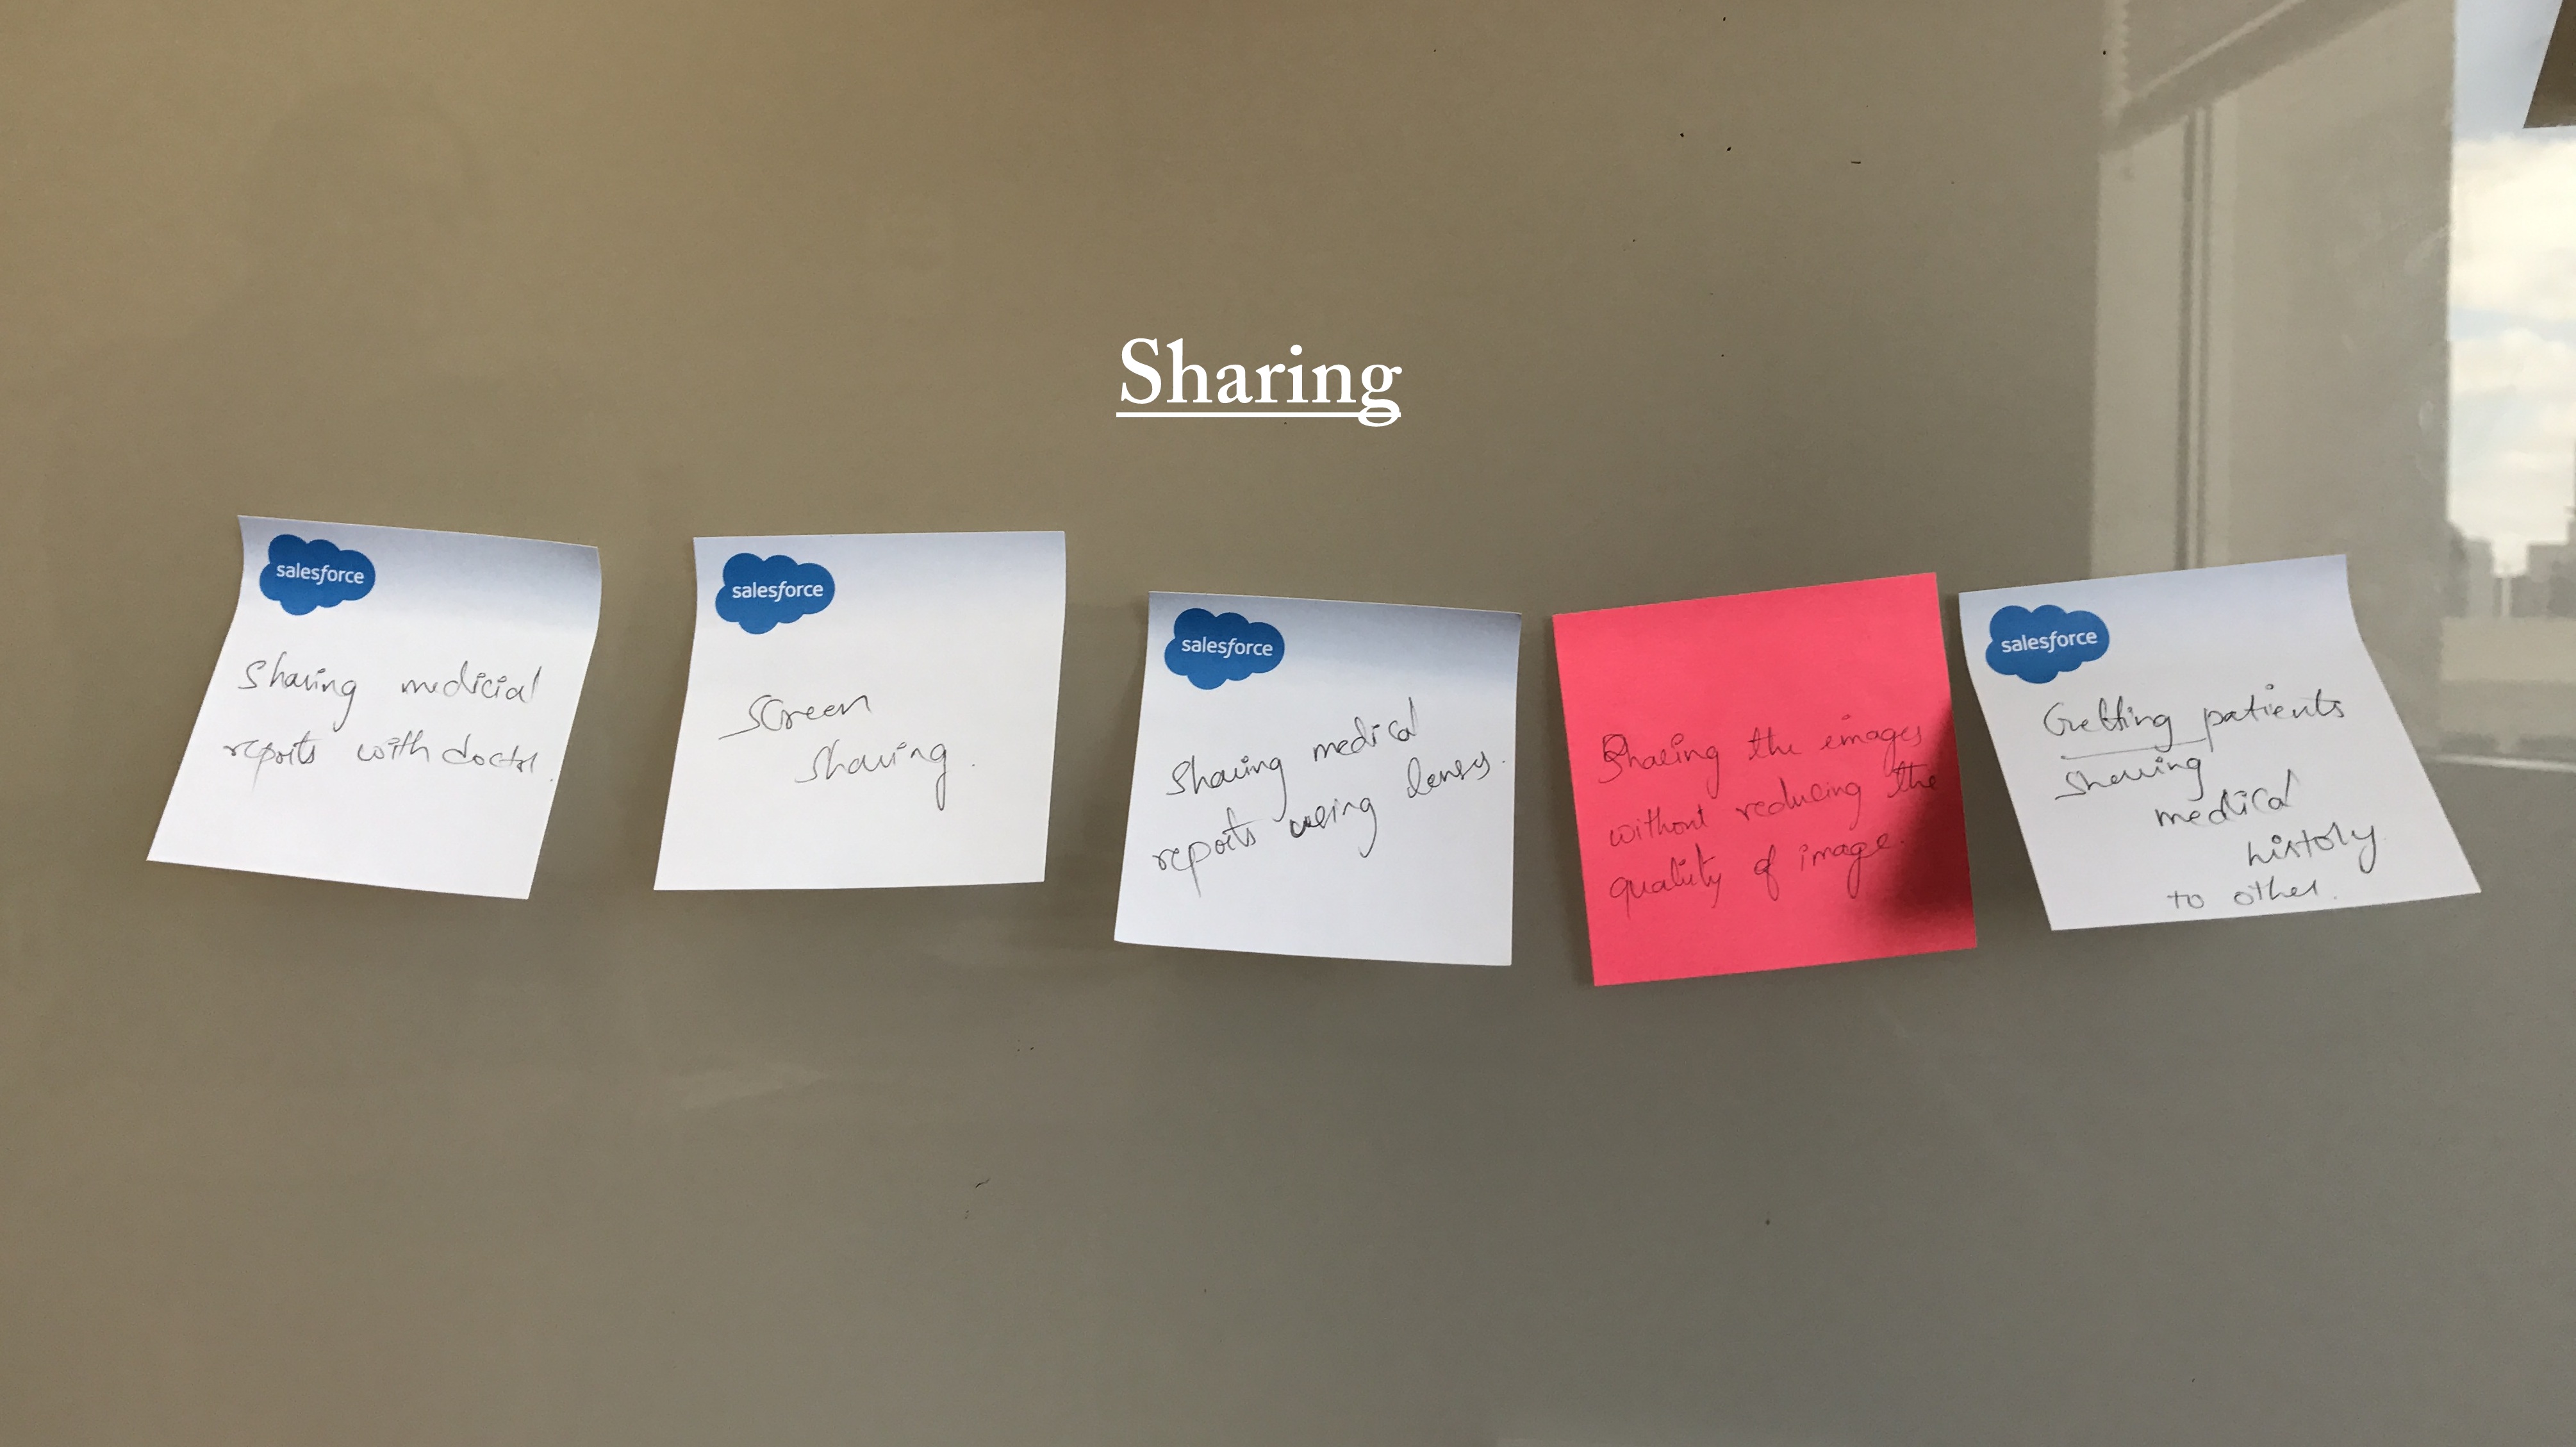 Sharing
salesforce
Sharing medicial
reports with doctor.
salesforce
Screen
Sharing.
salesforce
Sharing medical
reports using lenses.
Sharing the images
without reducing the
quality of image.
salesforce
Getting patients
Sharing
medical
history
to other.